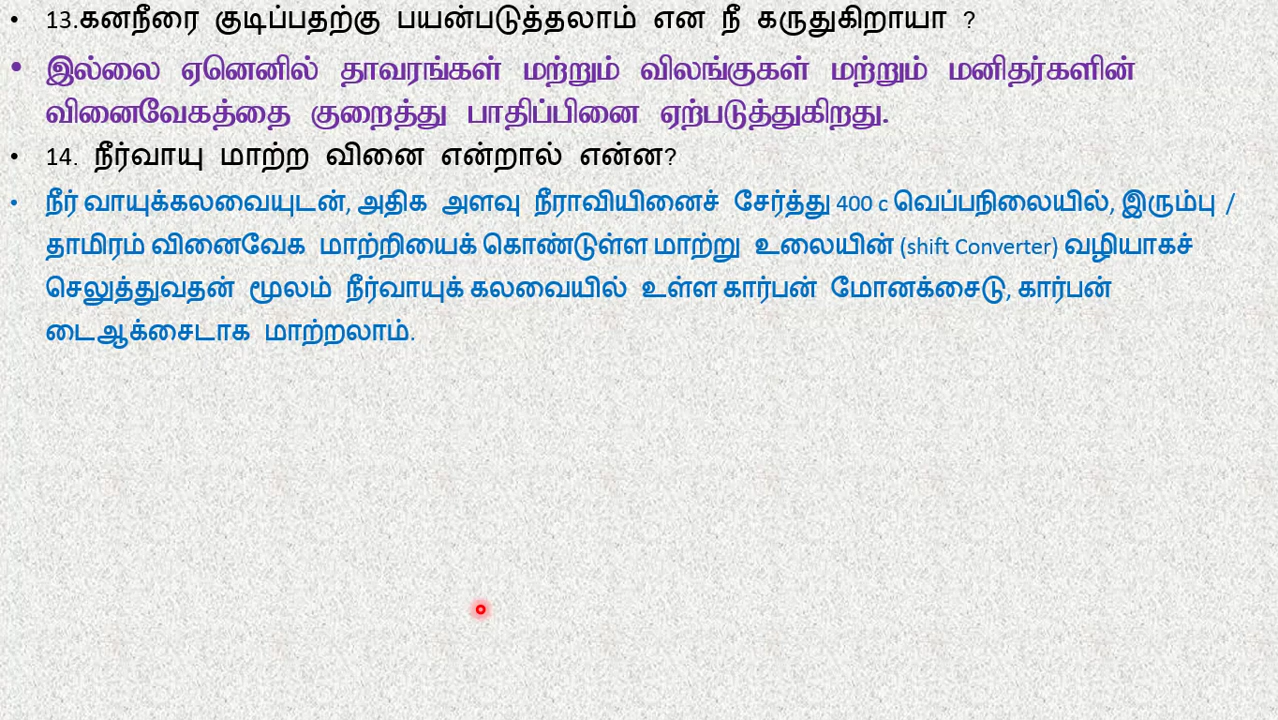 • 13.கனநீரை குடிப்பதற்கு பயன்படுத்தலாம் என நீ கருதுகிறாயா ?
• இல்லை ஏனெனில் தாவரங்கள் மற்றும் விலங்குகள் மற்றும் மனிதர்களின்
வினைவேகத்தை குறைத்து பாதிப்பினை ஏற்படுத்துகிறது.
• 14. நீர்வாயு மாற்ற வினை என்றால் என்ன?
• நீர் வாயுக்கலவையுடன், அதிக அளவு நீராவியினைச் சேர்த்து 400 c வெப்பநிலையில், இரும்பு /
தாமிரம் வினைவேக மாற்றியைக் கொண்டுள்ள மாற்று உலையின் (shift Converter) வழியாகச்
செலுத்துவதன் மூலம் நீர்வாயுக் கலவையில் உள்ள கார்பன் மோனக்சைடு, கார்பன்
டைஆக்சைடாக மாற்றலாம்.